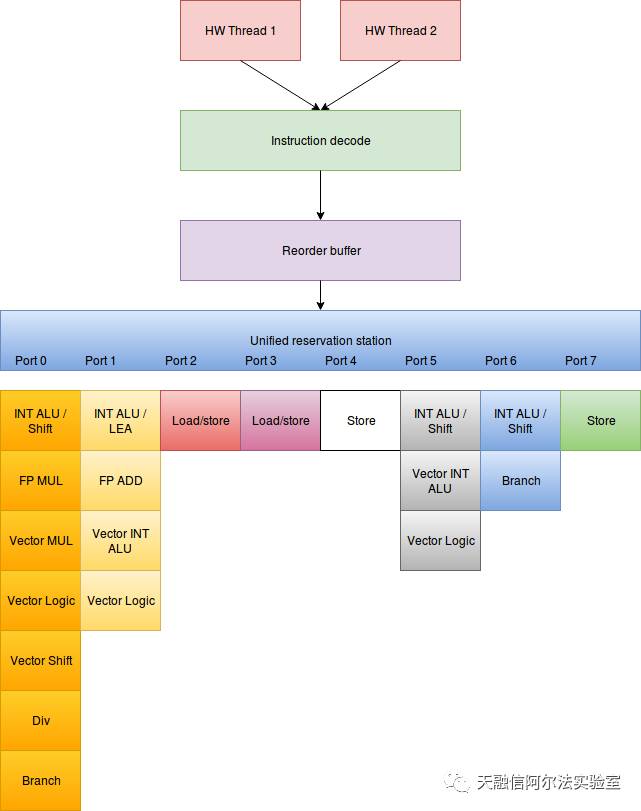 HW Thread 1
HW Thread 2
Instruction decode
Reorder buffer
Unified reservation station
Port 0
Port 1
Port 2
Port 3
Port 4
Port 5
Port 6
Port 7
INT ALU /
Shift
INT ALU /
LEA
Load/store
Load/store
Store
INT ALU /
Shift
INT ALU /
Shift
Store
FP MUL
FP ADD
Vector INT
ALU
Branch
Vector MUL
Vector INT
ALU
Vector Logic
Vector Logic
Vector Logic
Vector Shift
Div
Branch
天融信阿尔法实验室